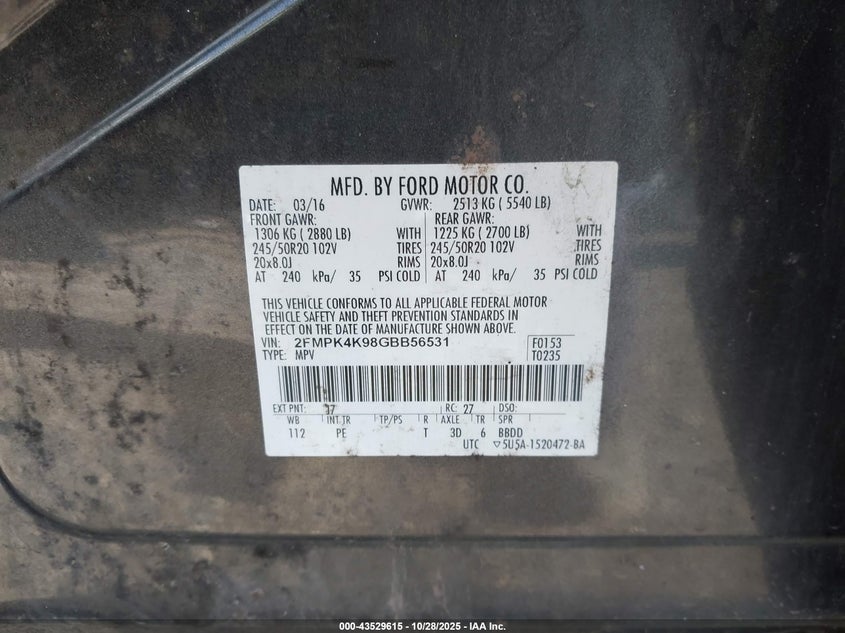 MFD. BY FORD MOTOR CO.
DATE: 03/16 GVWR: 2513 KG ( 5540 LB)
FRONT GAWR: REAR GAWR:
1306 KG ( 2880 LB) WITH 1225 KG ( 2700 LB) WITH
245/50R20 102V TIRES 245/50R20 102V TIRES
20x8.0J RIMS 20x8.0J RIMS
AT 240 kPa/ 35 PSI COLD AT 240 kPa/ 35 PSI COLD
THIS VEHICLE CONFORMS TO ALL APPLICABLE FEDERAL MOTOR
VEHICLE SAFETY AND THEFT PREVENTION STANDARDS IN
EFFECT ON THE DATE OF MANUFACTURE SHOWN ABOVE.
VIN: 2FMPK4K98GBB56531 F0153
TYPE: MPV T0235
EXT PNT: RC: 27 DSO:
WB INT TR TP/PS R AXLE TR SPR
112 PE T 3D 6 BBDD
UTC ▽5U5A-1520472-BA
000-43529615 - 10/28/2025 - IAA Inc.